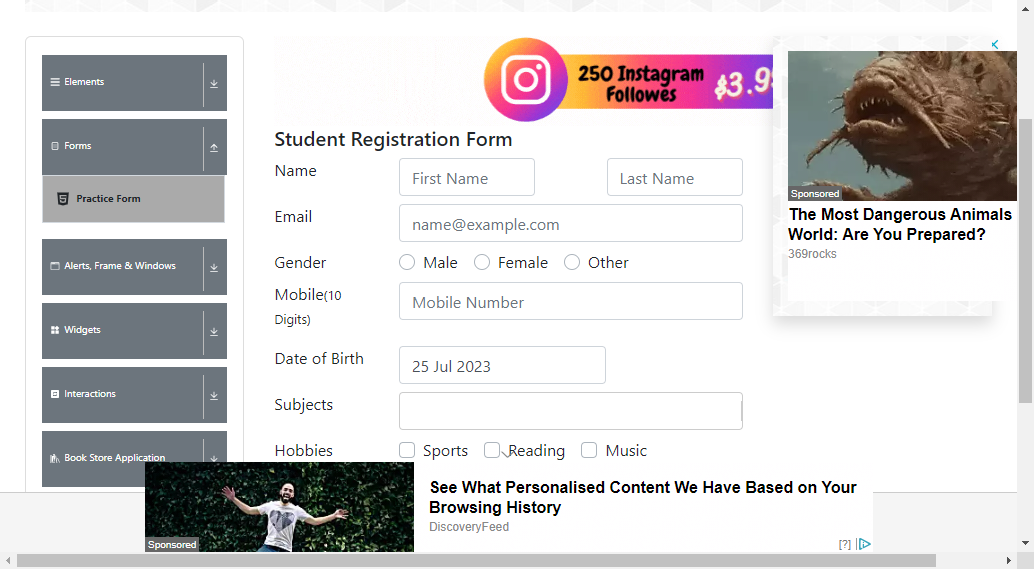 Elements
Forms
Practice Form
Alerts, Frame & Windows
Widgets
Interactions
Book Store Application
250 Instagram
Followes
$3.99
Student Registration Form
Name
First Name
Last Name
Email
name@example.com
Gender
Male
Female
Other
Mobile(10
Digits)
Mobile Number
Date of Birth
25 Jul 2023
Subjects
Hobbies
Sports
Reading
Music
Sponsored
The Most Dangerous Animals
World: Are You Prepared?
369rocks
Sponsored
See What Personalised Content We Have Based on Your
Browsing History
DiscoveryFeed
[?]